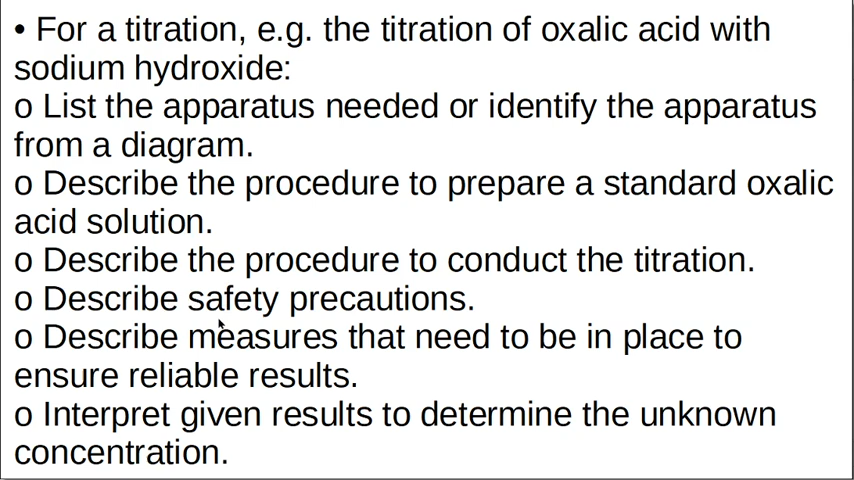 • For a titration, e.g. the titration of oxalic acid with
sodium hydroxide:
o List the apparatus needed or identify the apparatus
from a diagram.
o Describe the procedure to prepare a standard oxalic
acid solution.
o Describe the procedure to conduct the titration.
o Describe safety precautions.
o Describe measures that need to be in place to
ensure reliable results.
o Interpret given results to determine the unknown
concentration.